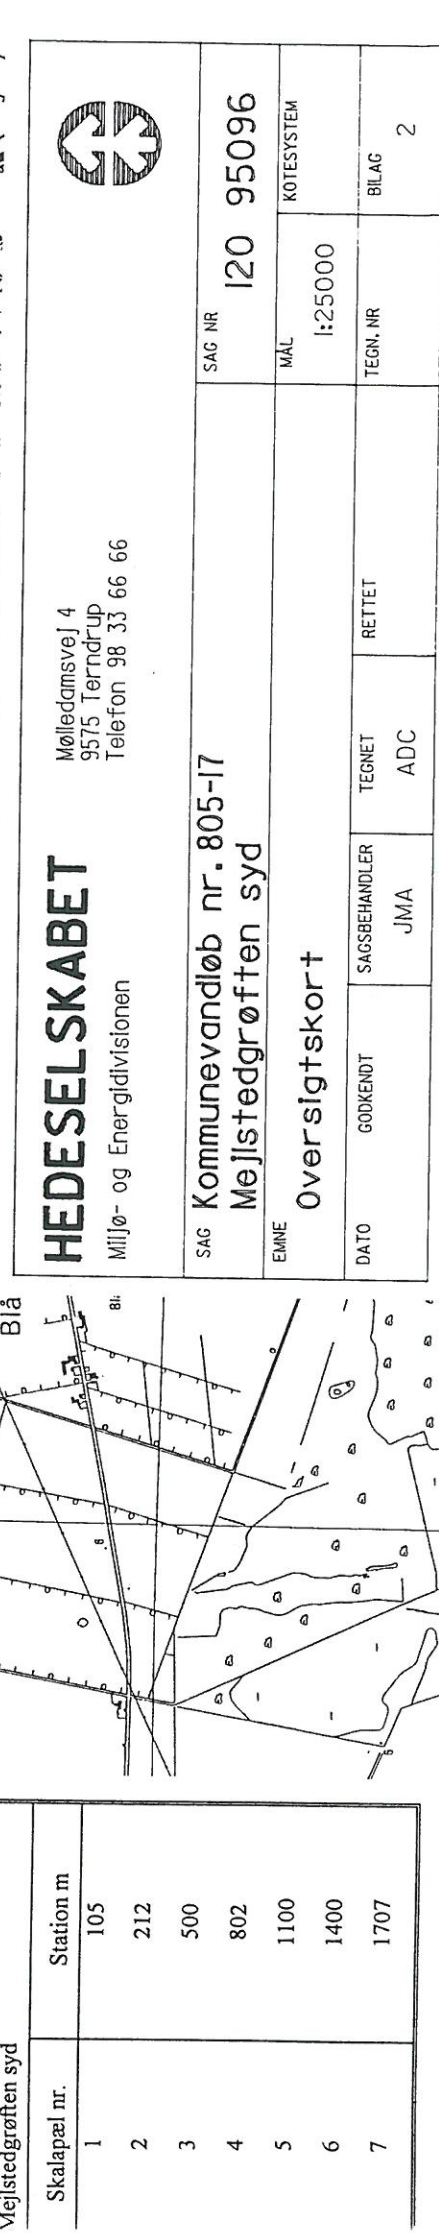 Mejlstedgrøften syd
Skalapæl nr. Station m
1 105
2 212
3 500
4 802
5 1100
6 1400
7 1707
Blå
HEDESELSKABET
Miljø- og Energidivisionen
Mølledamsvej 4
9575 Terndrup
Telefon 98 33 66 66
SAG Kommunevandløb nr. 805-17
Mejlstedgrøften syd
SAG NR
120 95096
EMNE
Oversigtskort
MÅL
1:25000
KOTESYSTEM
DATO
GODKENDT
SAGSBEHANDLER
JMA
TEGNET
ADC
RETTET
TEGN. NR
BILAG
2